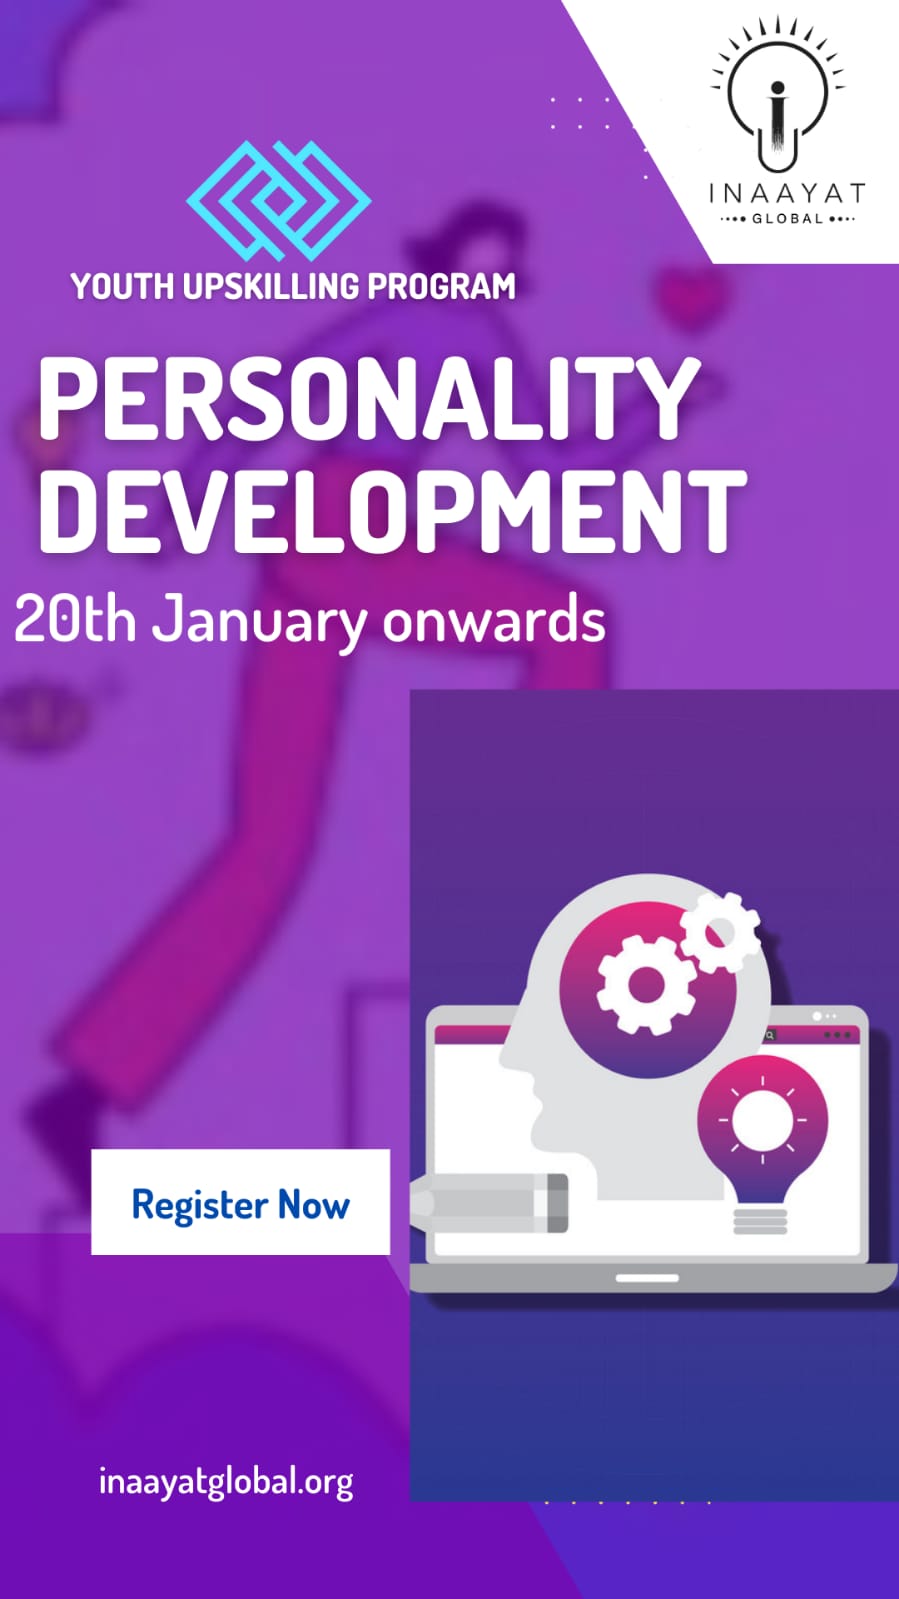 INAAYAT
GLOBAL
YOUTH UPSKILLING PROGRAM
PERSONALITY
DEVELOPMENT
20th January onwards
Register Now
inaayatglobal.org